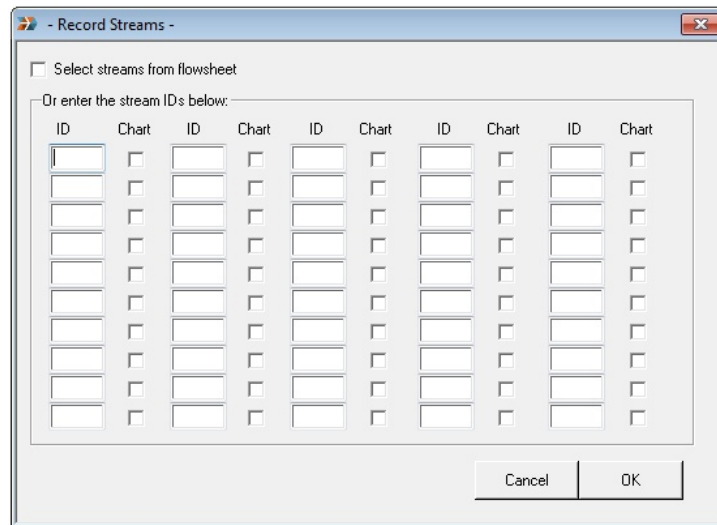 - Record Streams -
Select streams from flowsheet
Or enter the stream IDs below:
ID Chart ID Chart ID Chart ID Chart ID Chart
Cancel OK